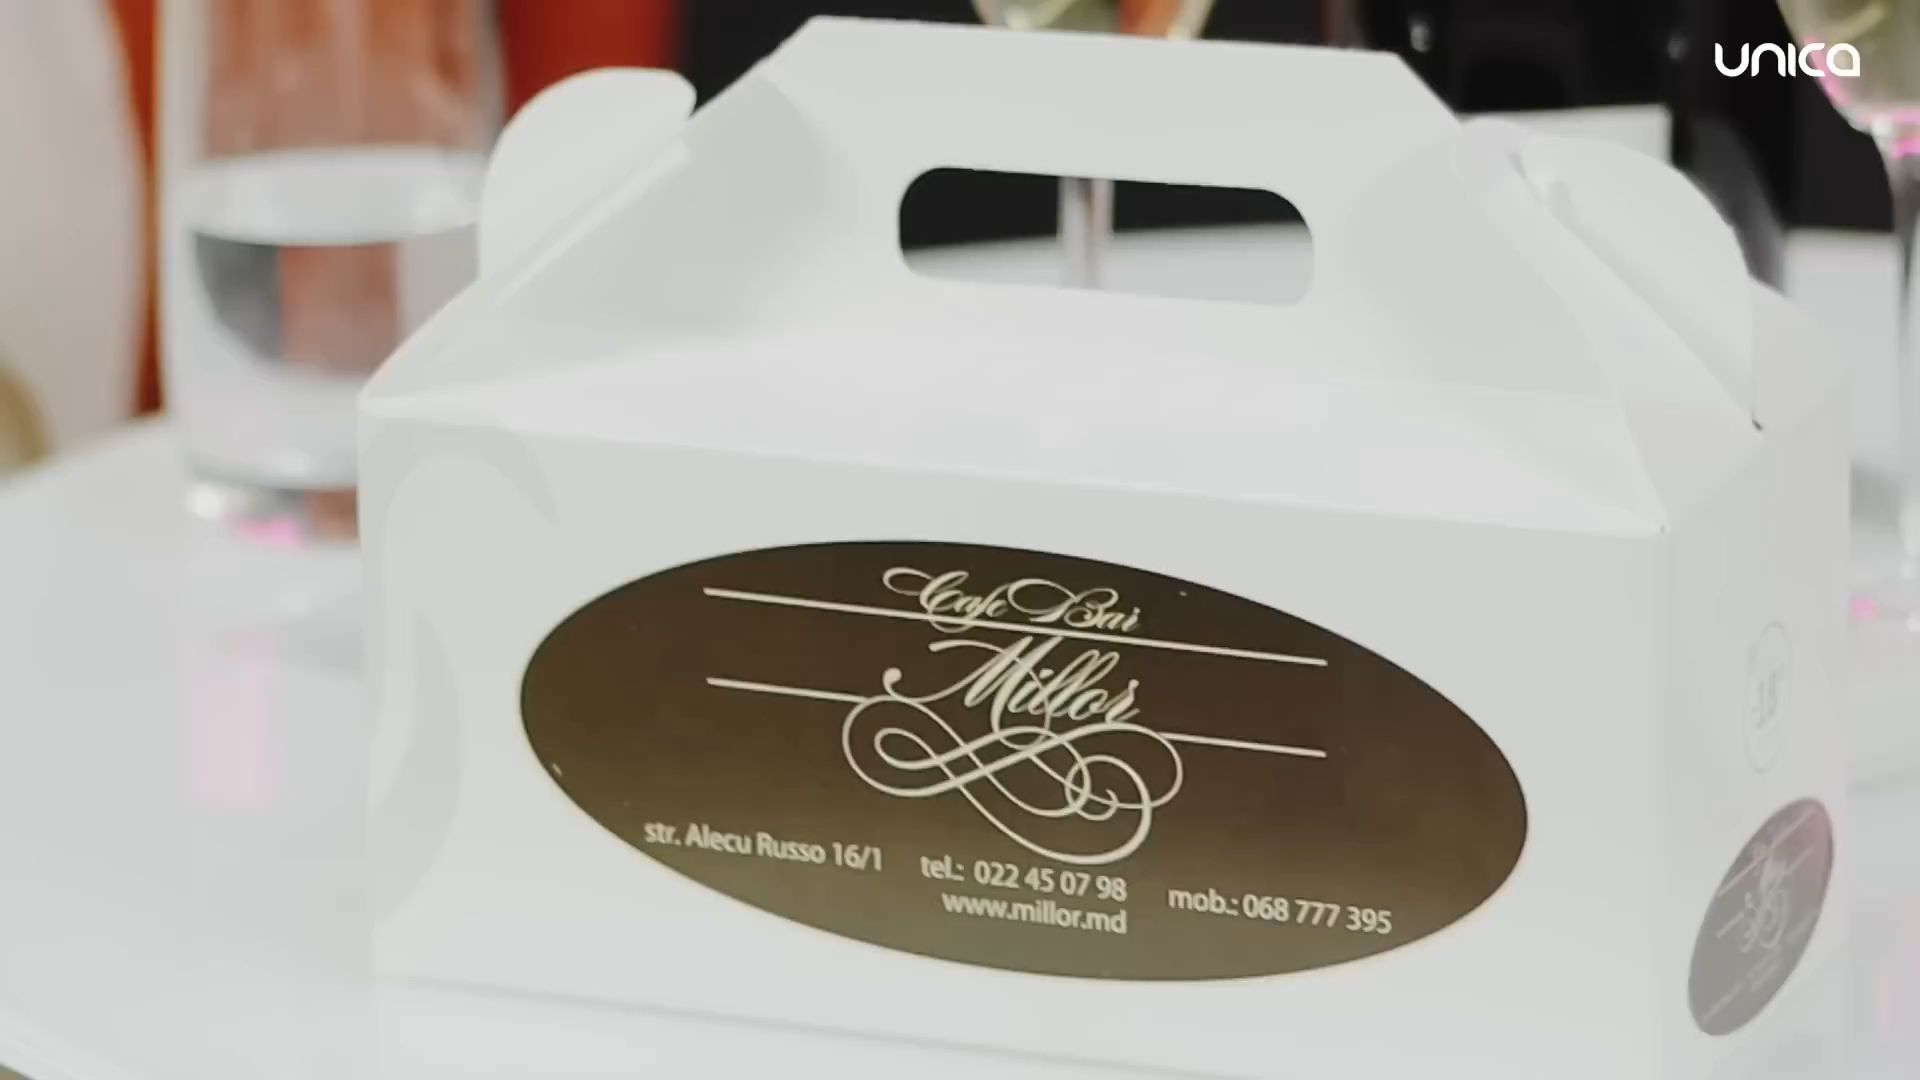 unica
Cafe Bar
Millor
str. Alecu Russo 16/1 tel.: 022 45 07 98 mob.: 068 777 395
www.millor.md